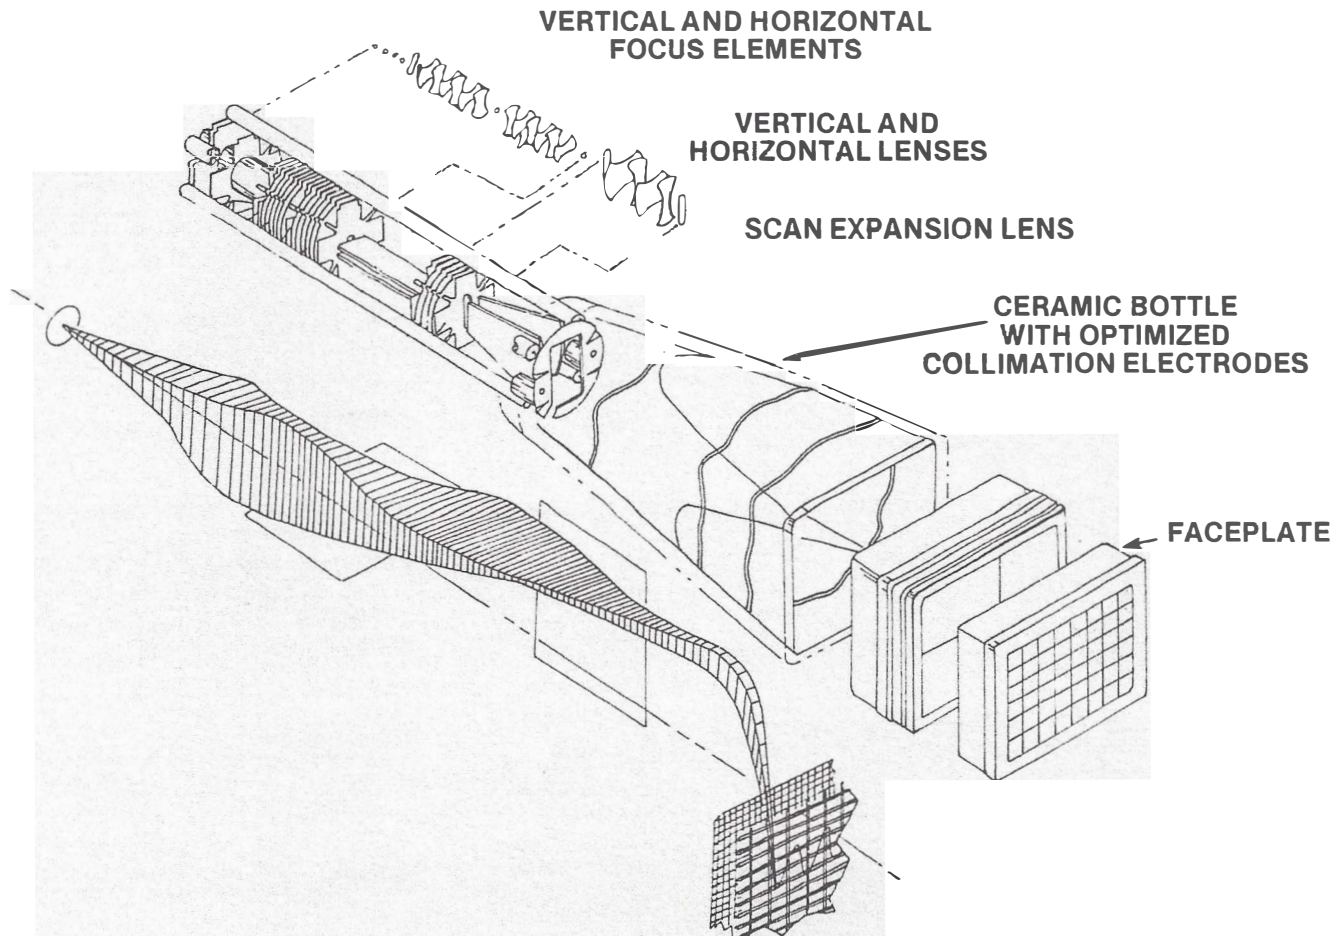 VERTICAL AND HORIZONTAL
FOCUS ELEMENTS
VERTICAL AND
HORIZONTAL LENSES
SCAN EXPANSION LENS
CERAMIC BOTTLE
WITH OPTIMIZED
COLLIMATION ELECTRODES
FACEPLATE